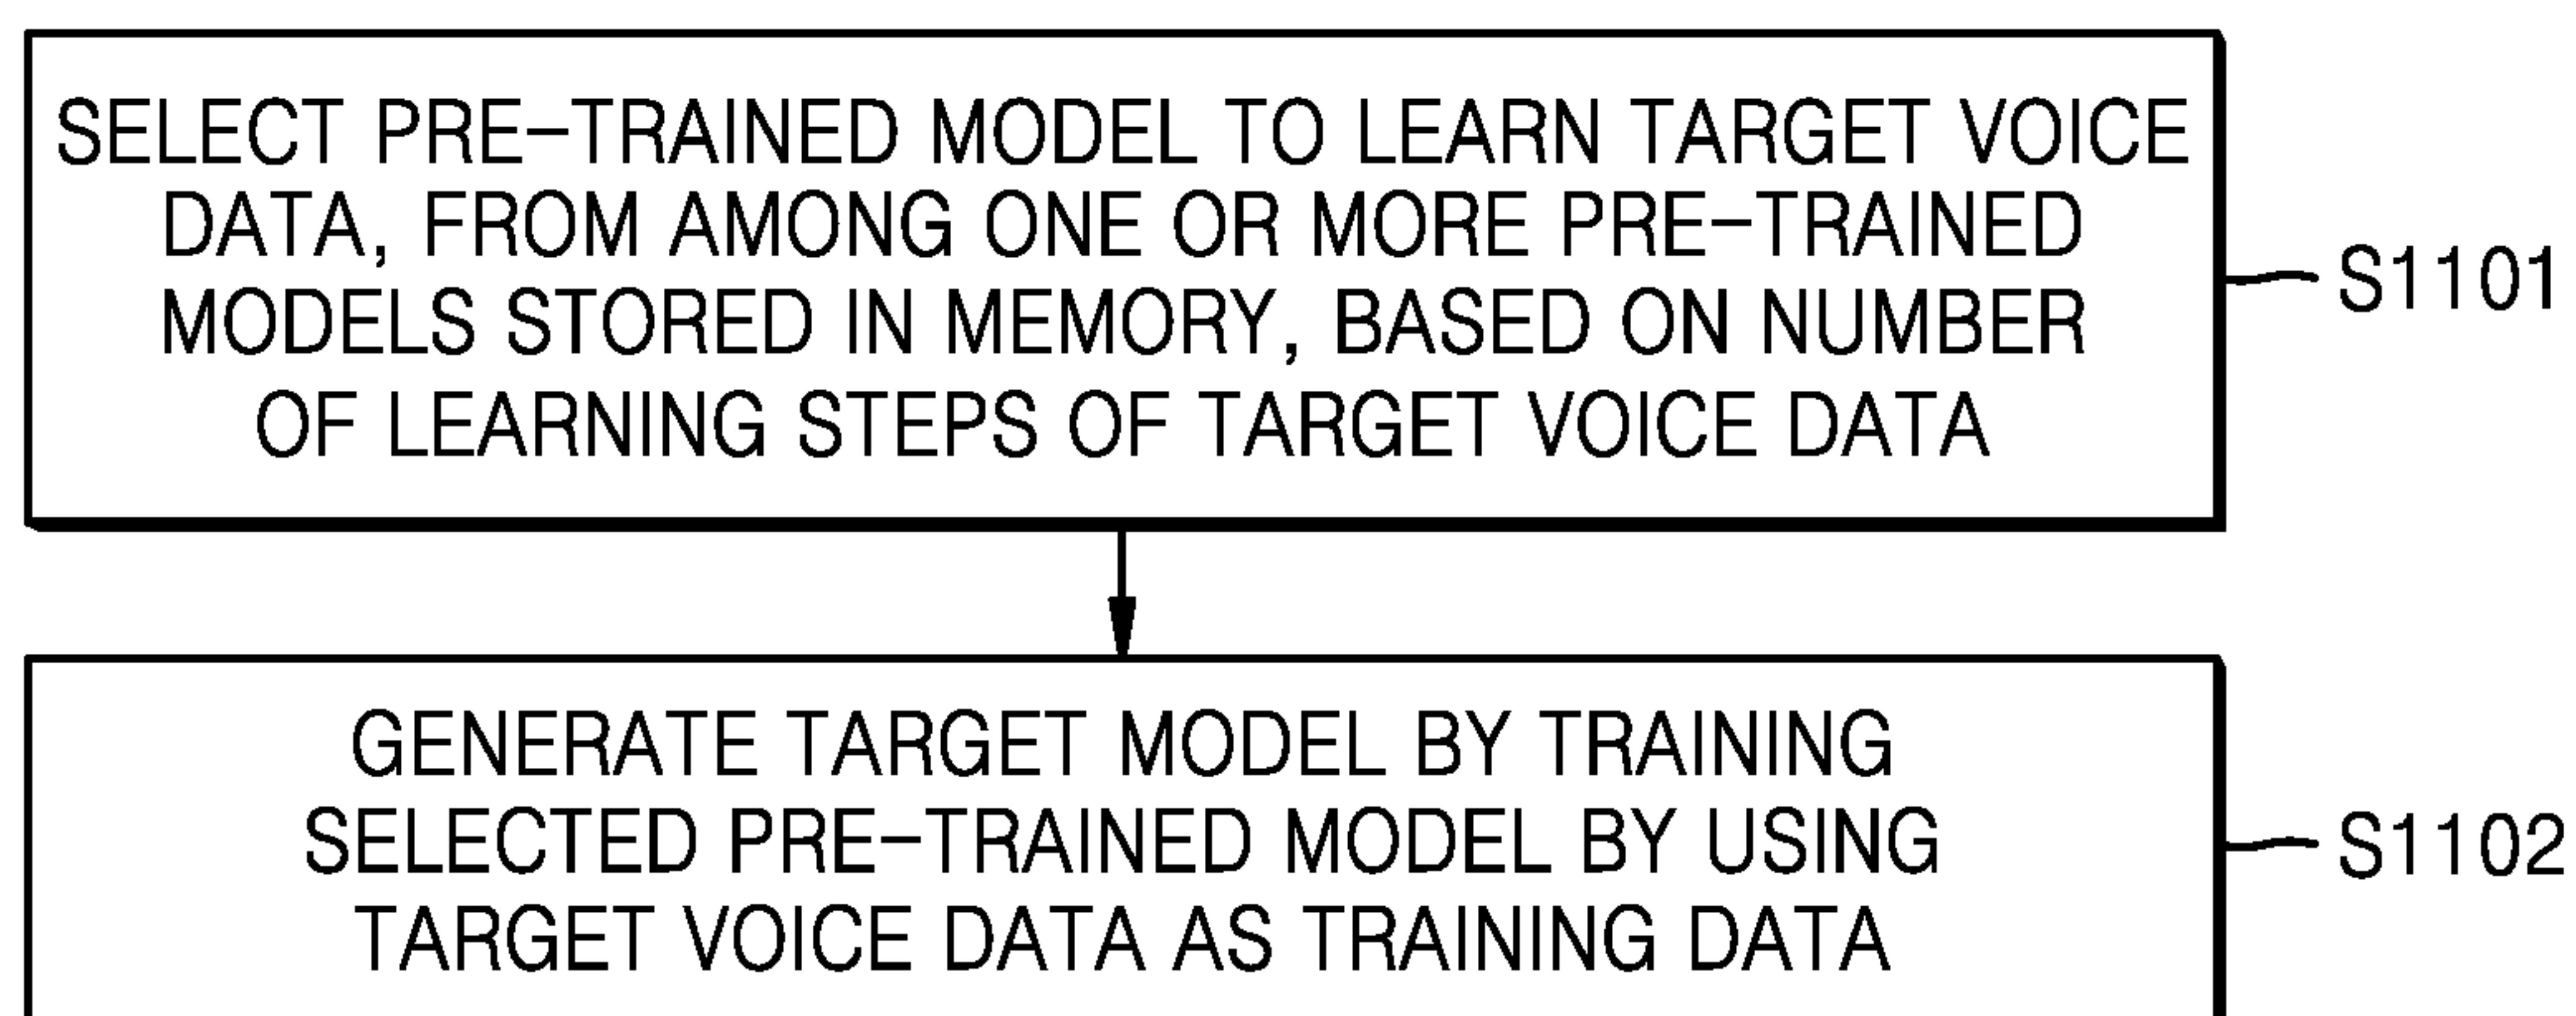 SELECT PRE-TRAINED MODEL TO LEARN TARGET VOICE
DATA, FROM AMONG ONE OR MORE PRE-TRAINED
MODELS STORED IN MEMORY, BASED ON NUMBER
OF LEARNING STEPS OF TARGET VOICE DATA
S1101
GENERATE TARGET MODEL BY TRAINING
SELECTED PRE-TRAINED MODEL BY USING
TARGET VOICE DATA AS TRAINING DATA
S1102